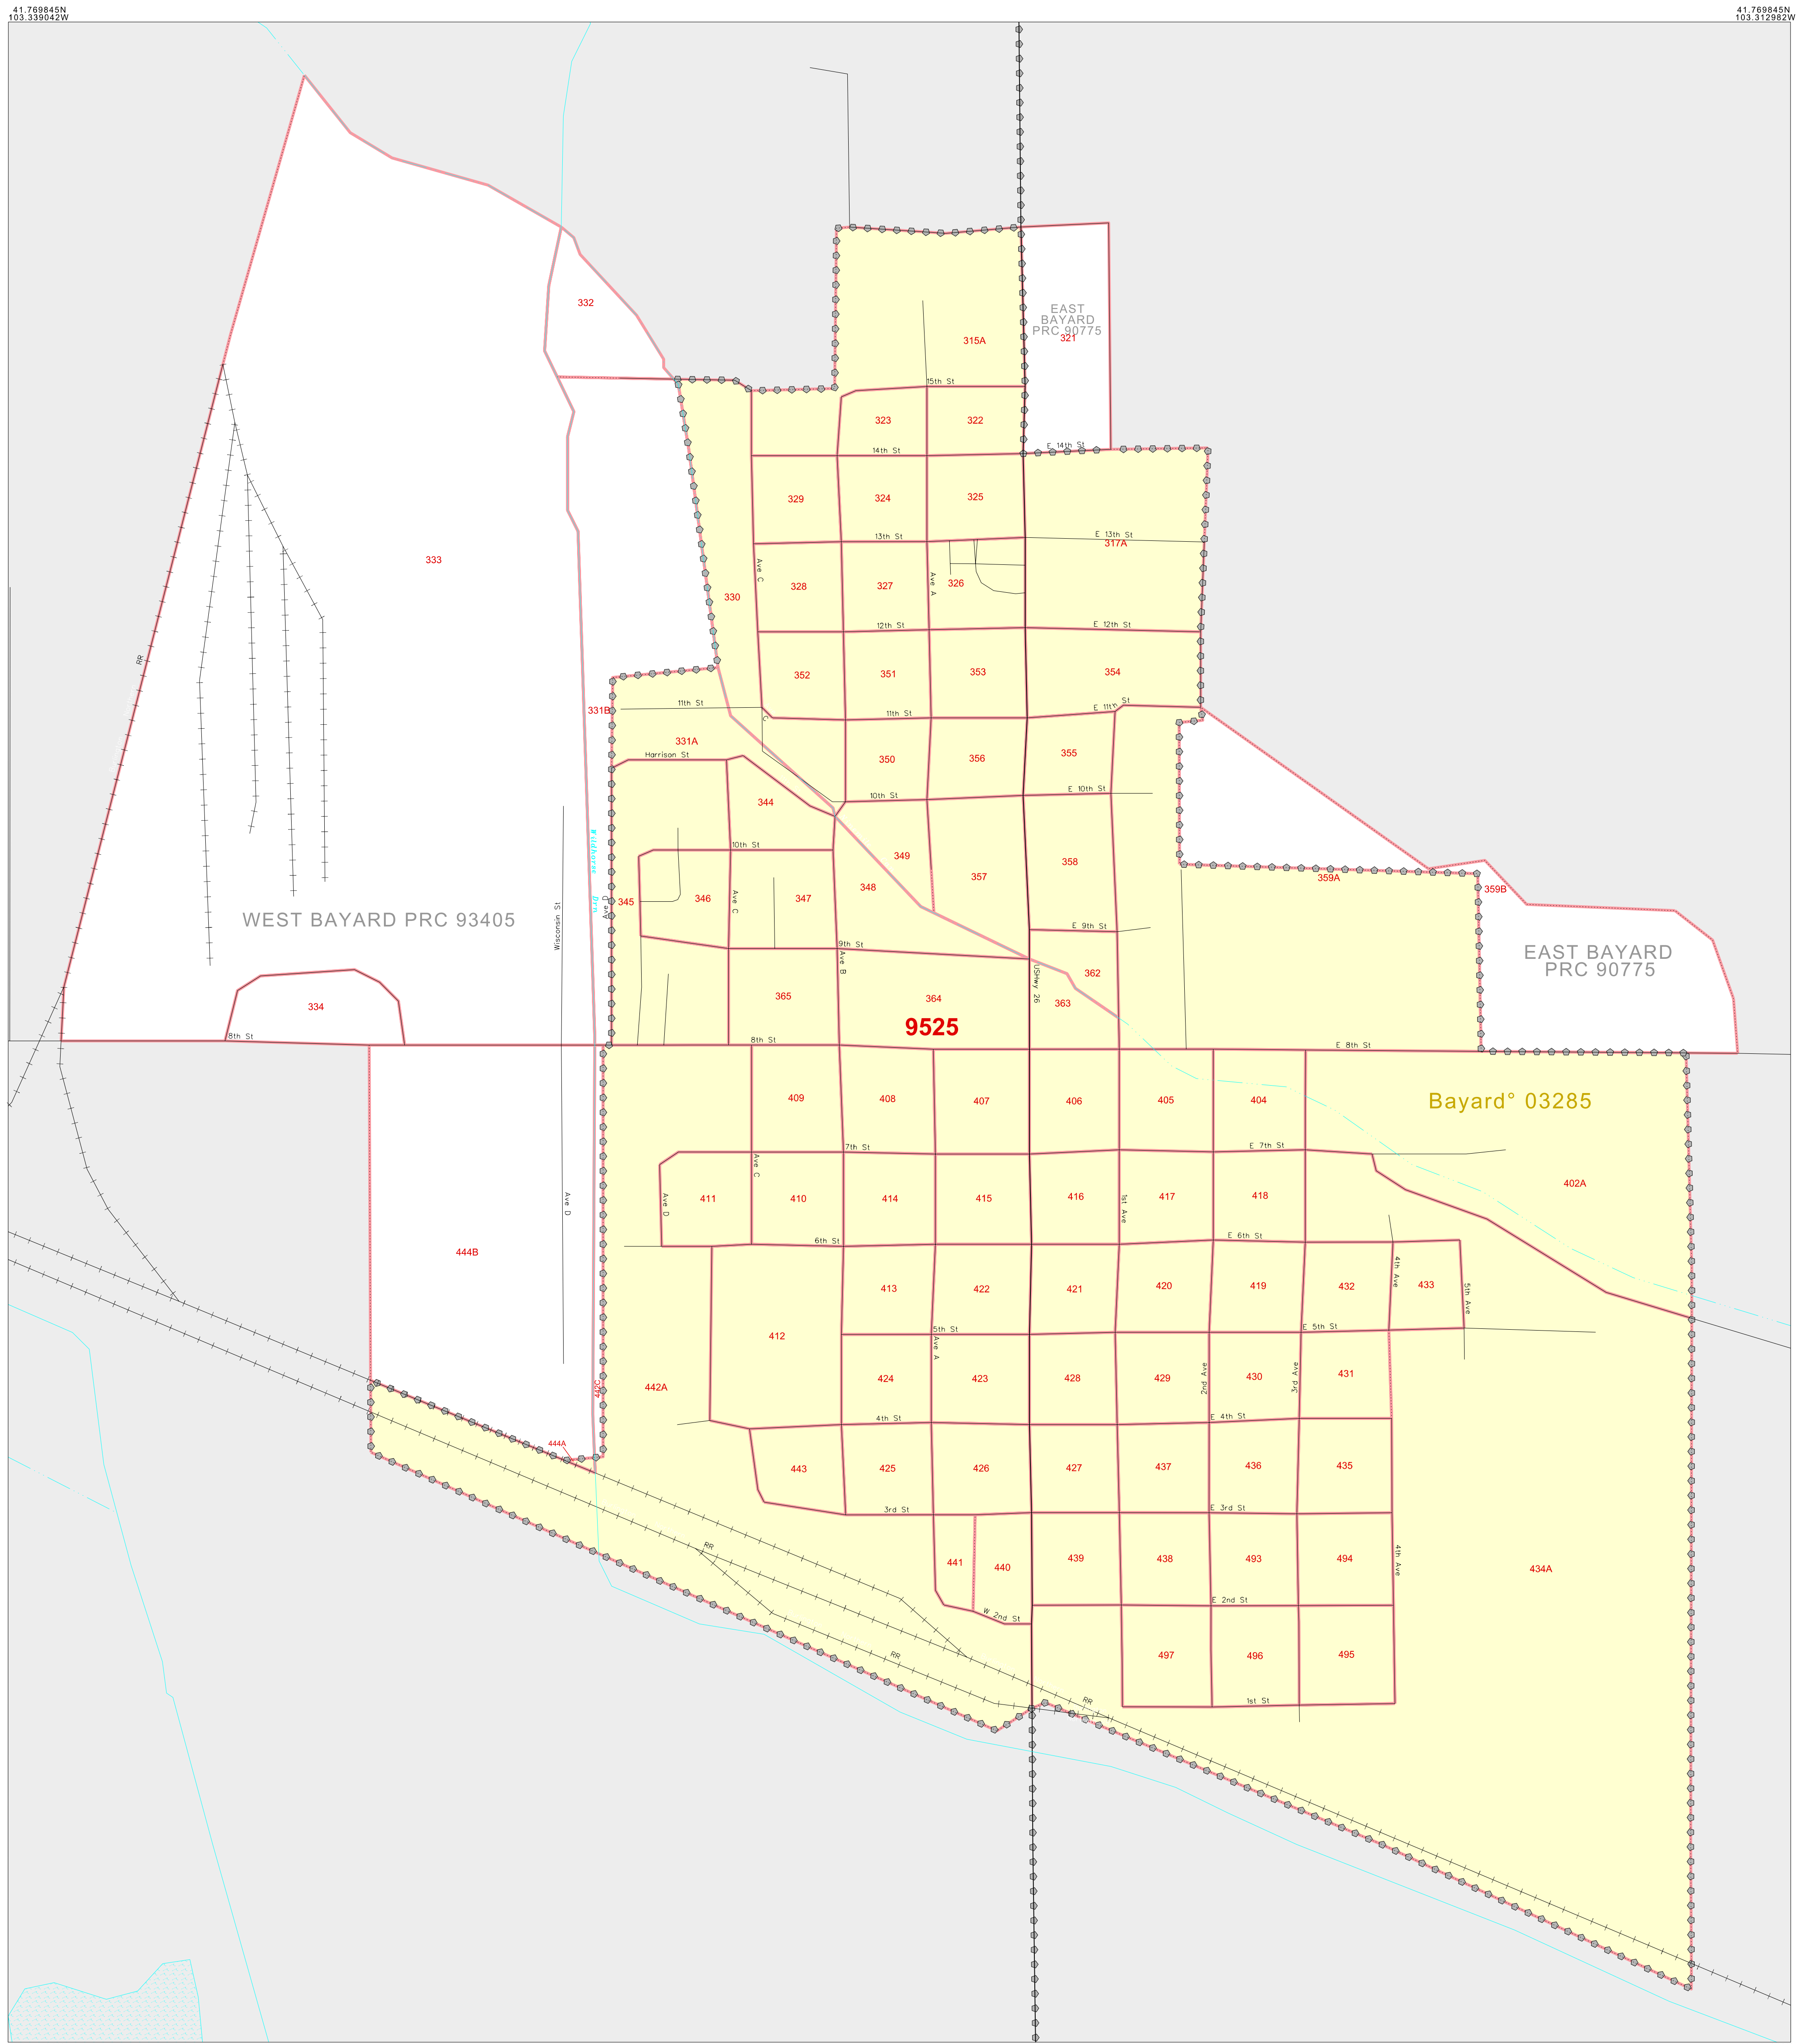 41.769845N
103.339042W
41.769845N
103.312982W
332
EAST
BAYARD
PRC 90775
321
315A
15th St
323
322
E 14th St
14th St
329
324
325
E 13th St
13th St
317A
333
Ave C
328
327
Ave A
326
330
12th St
E 12th St
RR
352
351
353
354
331B
11th St
C
11th St
E 11th St
331A
Harrison St
350
356
355
344
10th St
E 10th St
Wildhorse Drn
10th St
349
358
357
359A
348
359B
345
346
Ave C
347
Ave D
Wisconsin St
WEST BAYARD PRC 93405
E 9th St
9th St
Ave B
EAST BAYARD
PRC 90775
362
USHwy 26
365
364
363
334
9525
8th St
8th St
E 8th St
409
408
407
406
405
404
Bayard° 03285
7th St
E 7th St
Ave C
402A
411
410
414
415
416
417
418
Ave D
Ave D
1st Ave
6th St
E 6th St
444B
4th Ave
413
422
421
420
419
432
433
5th Ave
412
5th St
E 5th St
Ave A
442A
424
423
428
429
2nd Ave
430
3rd Ave
431
442C
4th St
E 4th St
444A
443
425
426
427
437
436
435
3rd St
E 3rd St
RR
441
440
439
438
493
494
4th Ave
434A
W 2nd St
E 2nd St
RR
497
496
495
RR
1st St